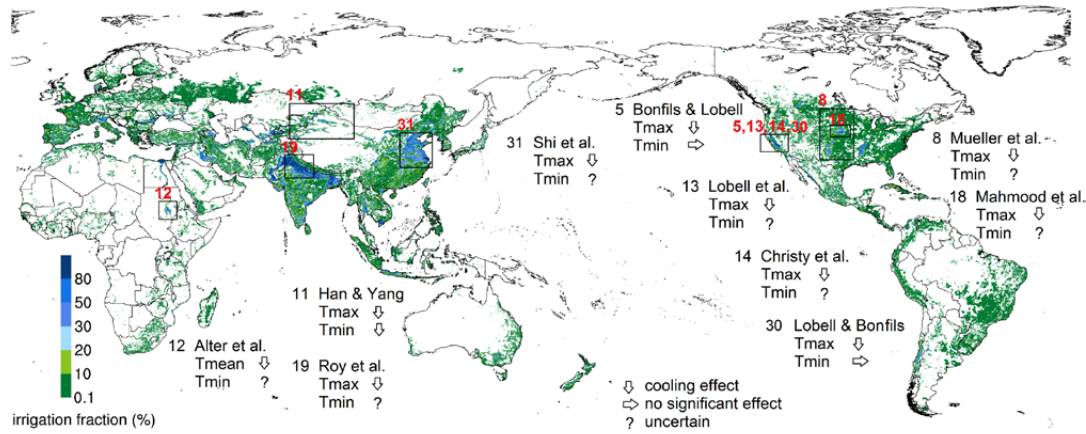 11
31
19
12
5,13,14,30
8
18
5 Bonfils & Lobell
Tmax ⇩
Tmin ⇨
31 Shi et al.
Tmax ⇩
Tmin ?
8 Mueller et al.
Tmax ⇩
Tmin ?
13 Lobell et al.
Tmax ⇩
Tmin ?
18 Mahmood et al.
Tmax ⇩
Tmin ?
14 Christy et al.
Tmax ⇩
Tmin ?
11 Han & Yang
Tmax ⇩
Tmin ⇩
30 Lobell & Bonfils
Tmax ⇩
Tmin ⇨
12 Alter et al.
Tmean ⇩
Tmin ?
19 Roy et al.
Tmax ⇩
Tmin ?
80
50
30
20
10
0.1
irrigation fraction (%)
⇩ cooling effect
⇨ no significant effect
? uncertain